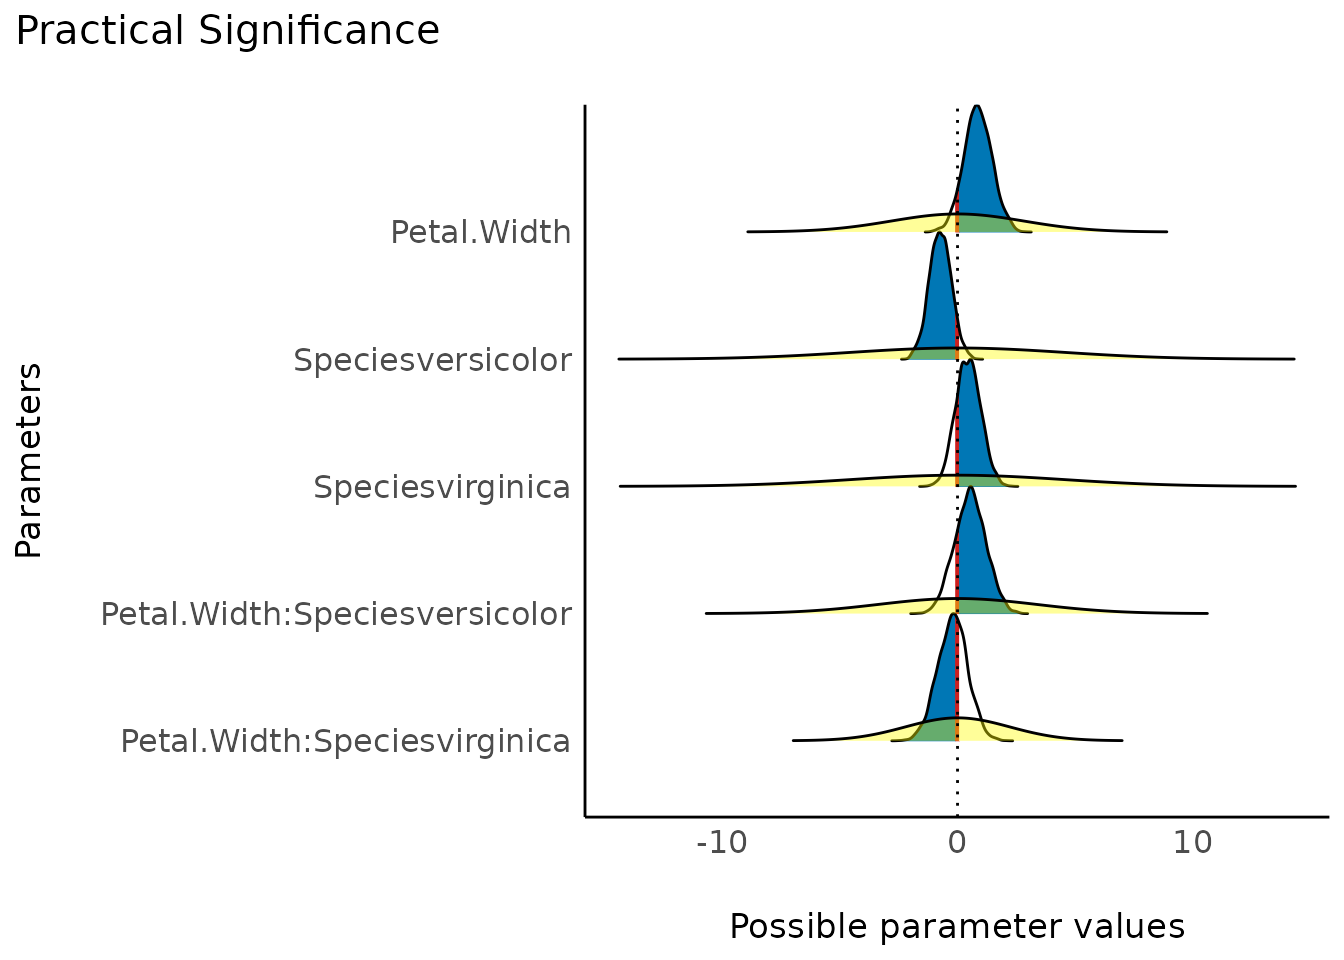 Practical Significance
Petal.Width
Speciesversicolor
Speciesvirginica
Petal.Width:Speciesversicolor
Petal.Width:Speciesvirginica
Parameters
-10 0 10
Possible parameter values